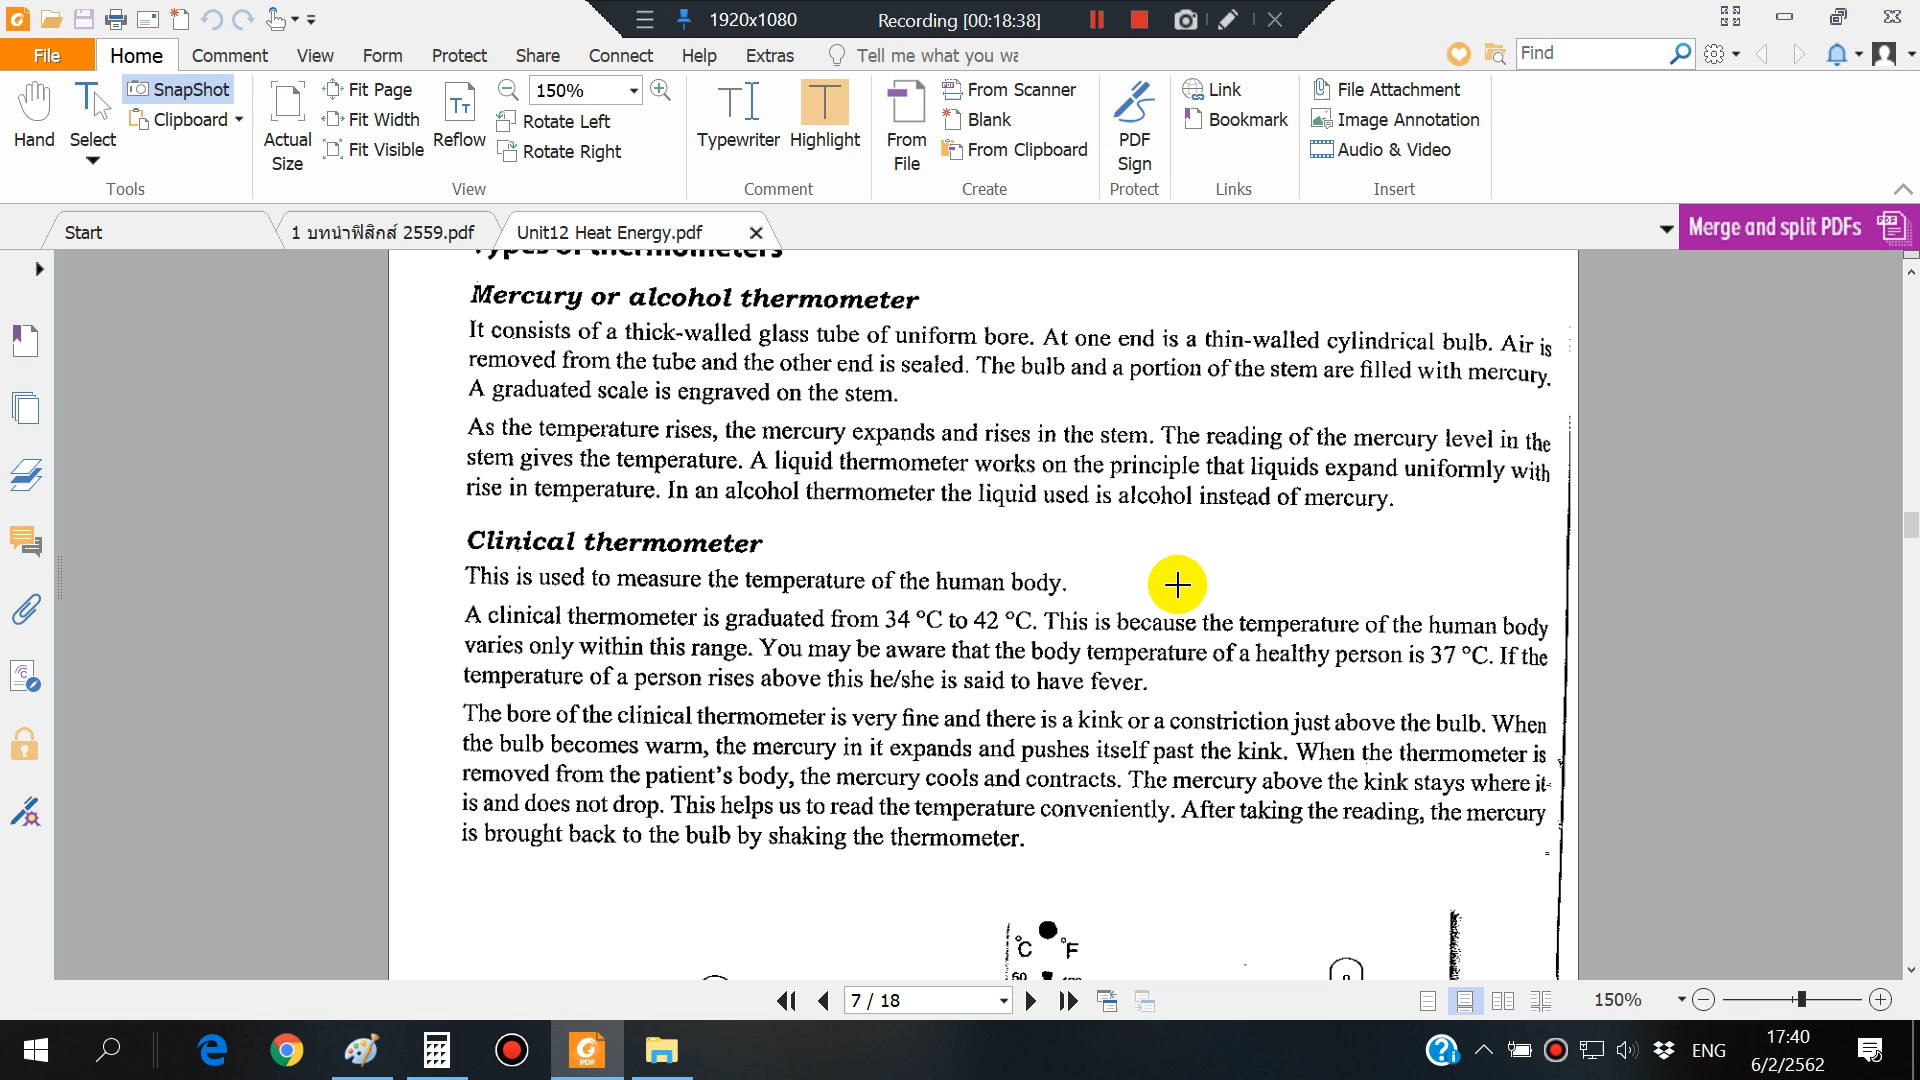 1920x1080
Recording [00:18:38]
File Home Comment View Form Protect Share Connect Help Extras Tell me what you wa
Find
Hand
Select
SnapShot
Clipboard
Tools
Actual Size
Fit Page
Fit Width
Fit Visible
Reflow
150%
Rotate Left
Rotate Right
View
Typewriter
Highlight
Comment
From File
From Scanner
Blank
From Clipboard
Create
PDF Sign
Protect
Link
Bookmark
Links
File Attachment
Image Annotation
Audio & Video
Insert
Start
1 บทนำฟิสิกส์ 2559.pdf
Unit12 Heat Energy.pdf
Merge and split PDFs
Types of thermometers
Mercury or alcohol thermometer
It consists of a thick-walled glass tube of uniform bore. At one end is a thin-walled cylindrical bulb. Air is
removed from the tube and the other end is sealed. The bulb and a portion of the stem are filled with mercury.
A graduated scale is engraved on the stem.
As the temperature rises, the mercury expands and rises in the stem. The reading of the mercury level in the
stem gives the temperature. A liquid thermometer works on the principle that liquids expand uniformly with
rise in temperature. In an alcohol thermometer the liquid used is alcohol instead of mercury.
Clinical thermometer
This is used to measure the temperature of the human body.
A clinical thermometer is graduated from 34 °C to 42 °C. This is because the temperature of the human body
varies only within this range. You may be aware that the body temperature of a healthy person is 37 °C. If the
temperature of a person rises above this he/she is said to have fever.
The bore of the clinical thermometer is very fine and there is a kink or a constriction just above the bulb. When
the bulb becomes warm, the mercury in it expands and pushes itself past the kink. When the thermometer is
removed from the patient's body, the mercury cools and contracts. The mercury above the kink stays where it
is and does not drop. This helps us to read the temperature conveniently. After taking the reading, the mercury
is brought back to the bulb by shaking the thermometer.
°C °F
50
7 / 18
150%
ENG
17:40
6/2/2562